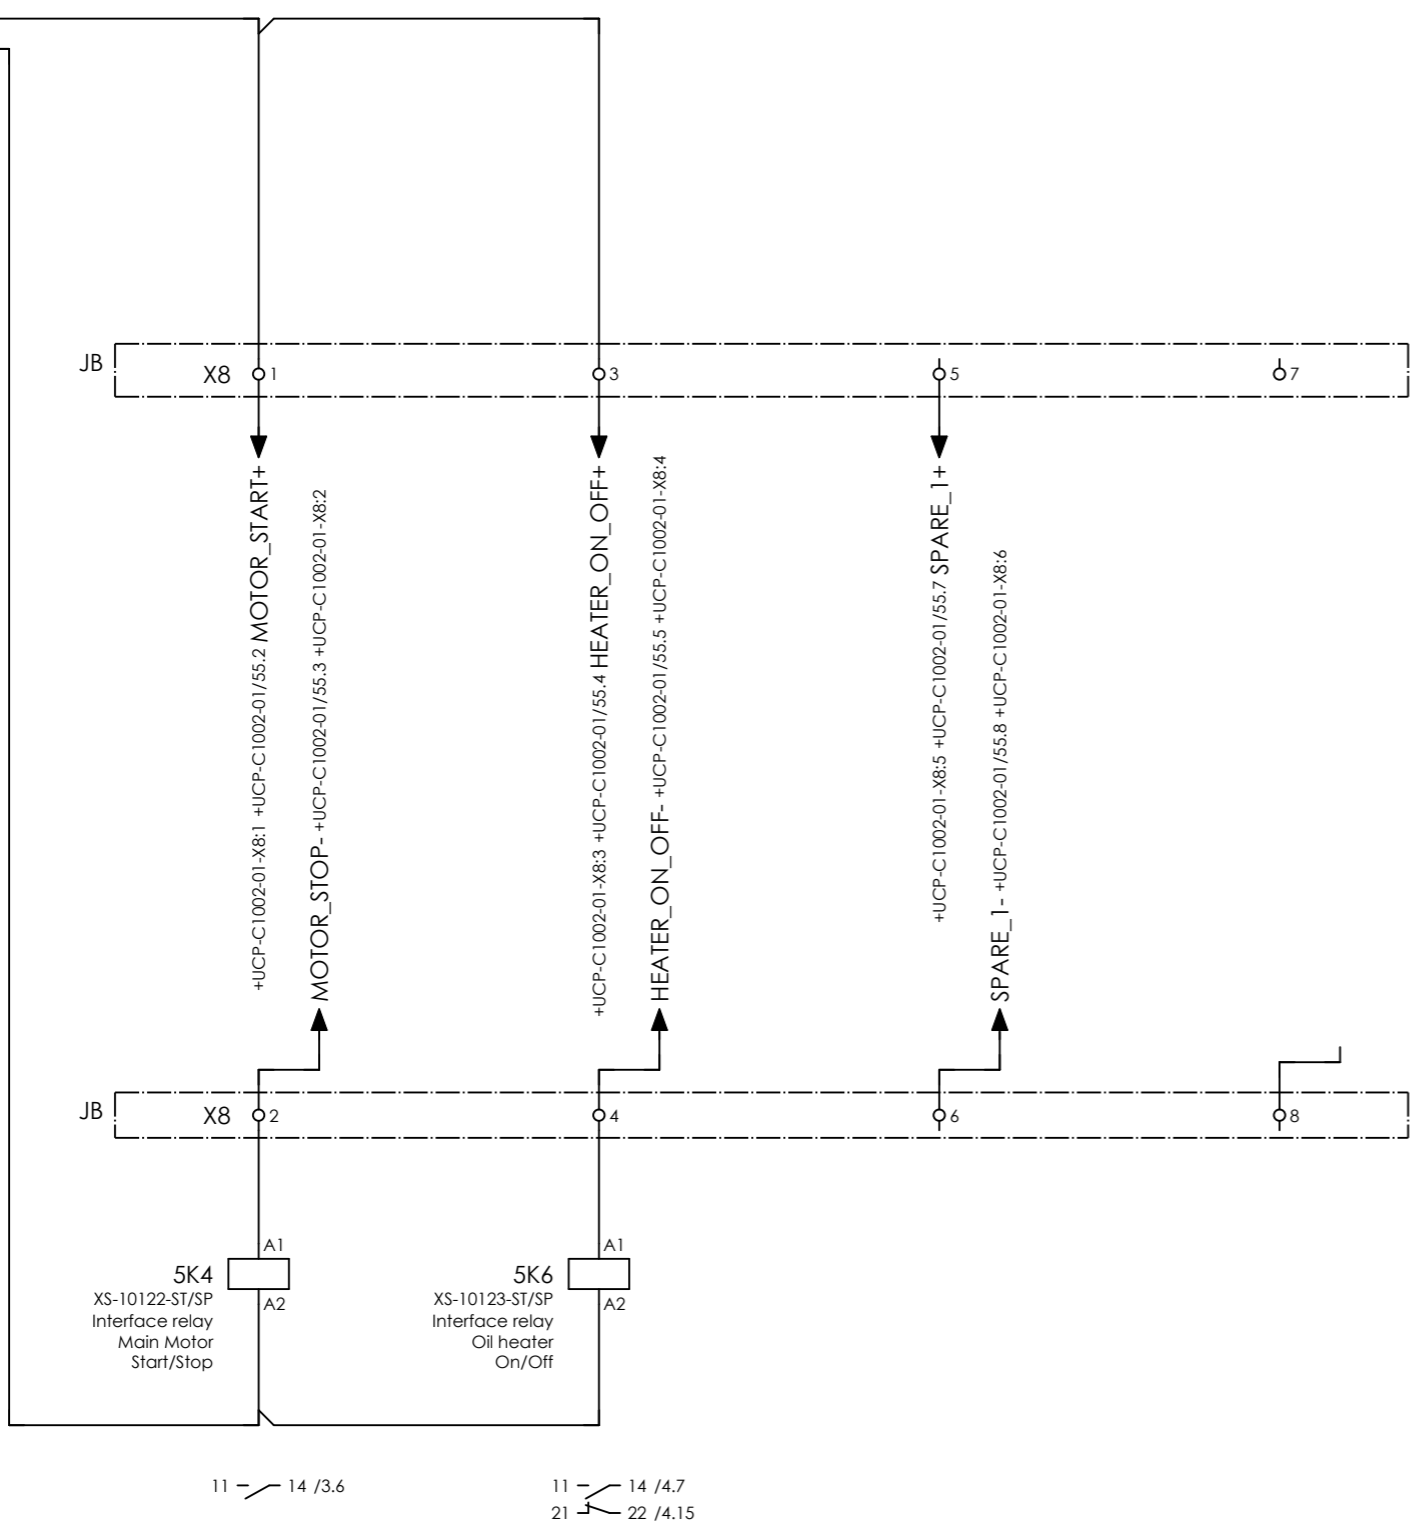 JB
X8
1
3
5
7
+UCP-C1002-01-X8:1 +UCP-C1002-01/55.2 MOTOR_START+
MOTOR_STOP- +UCP-C1002-01/55.3 +UCP-C1002-01-X8:2
+UCP-C1002-01-X8:3 +UCP-C1002-01/55.4 HEATER_ON_OFF+
HEATER_ON_OFF- +UCP-C1002-01/55.5 +UCP-C1002-01-X8:4
+UCP-C1002-01-X8:5 +UCP-C1002-01/55.7 SPARE_1+
SPARE_1- +UCP-C1002-01/55.8 +UCP-C1002-01-X8:6
JB
X8
2
4
6
8
A1
5K4
A2
XS-10122-ST/SP
Interface relay
Main Motor
Start/Stop
A1
5K6
A2
XS-10123-ST/SP
Interface relay
Oil heater
On/Off
11 14 /3.6
11 14 /4.7
21 22 /4.15